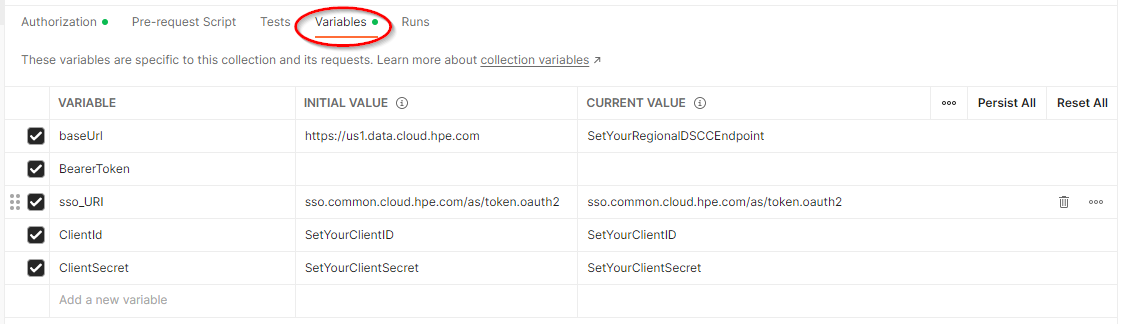 Authorization Pre-request Script Tests Variables Runs
These variables are specific to this collection and its requests. Learn more about collection variables ↗
VARIABLE INITIAL VALUE CURRENT VALUE Persist All Reset All
baseUrl https://us1.data.cloud.hpe.com SetYourRegionalDSCCEndpoint
BearerToken
sso_URI sso.common.cloud.hpe.com/as/token.oauth2 sso.common.cloud.hpe.com/as/token.oauth2
ClientId SetYourClientID SetYourClientID
ClientSecret SetYourClientSecret SetYourClientSecret
Add a new variable